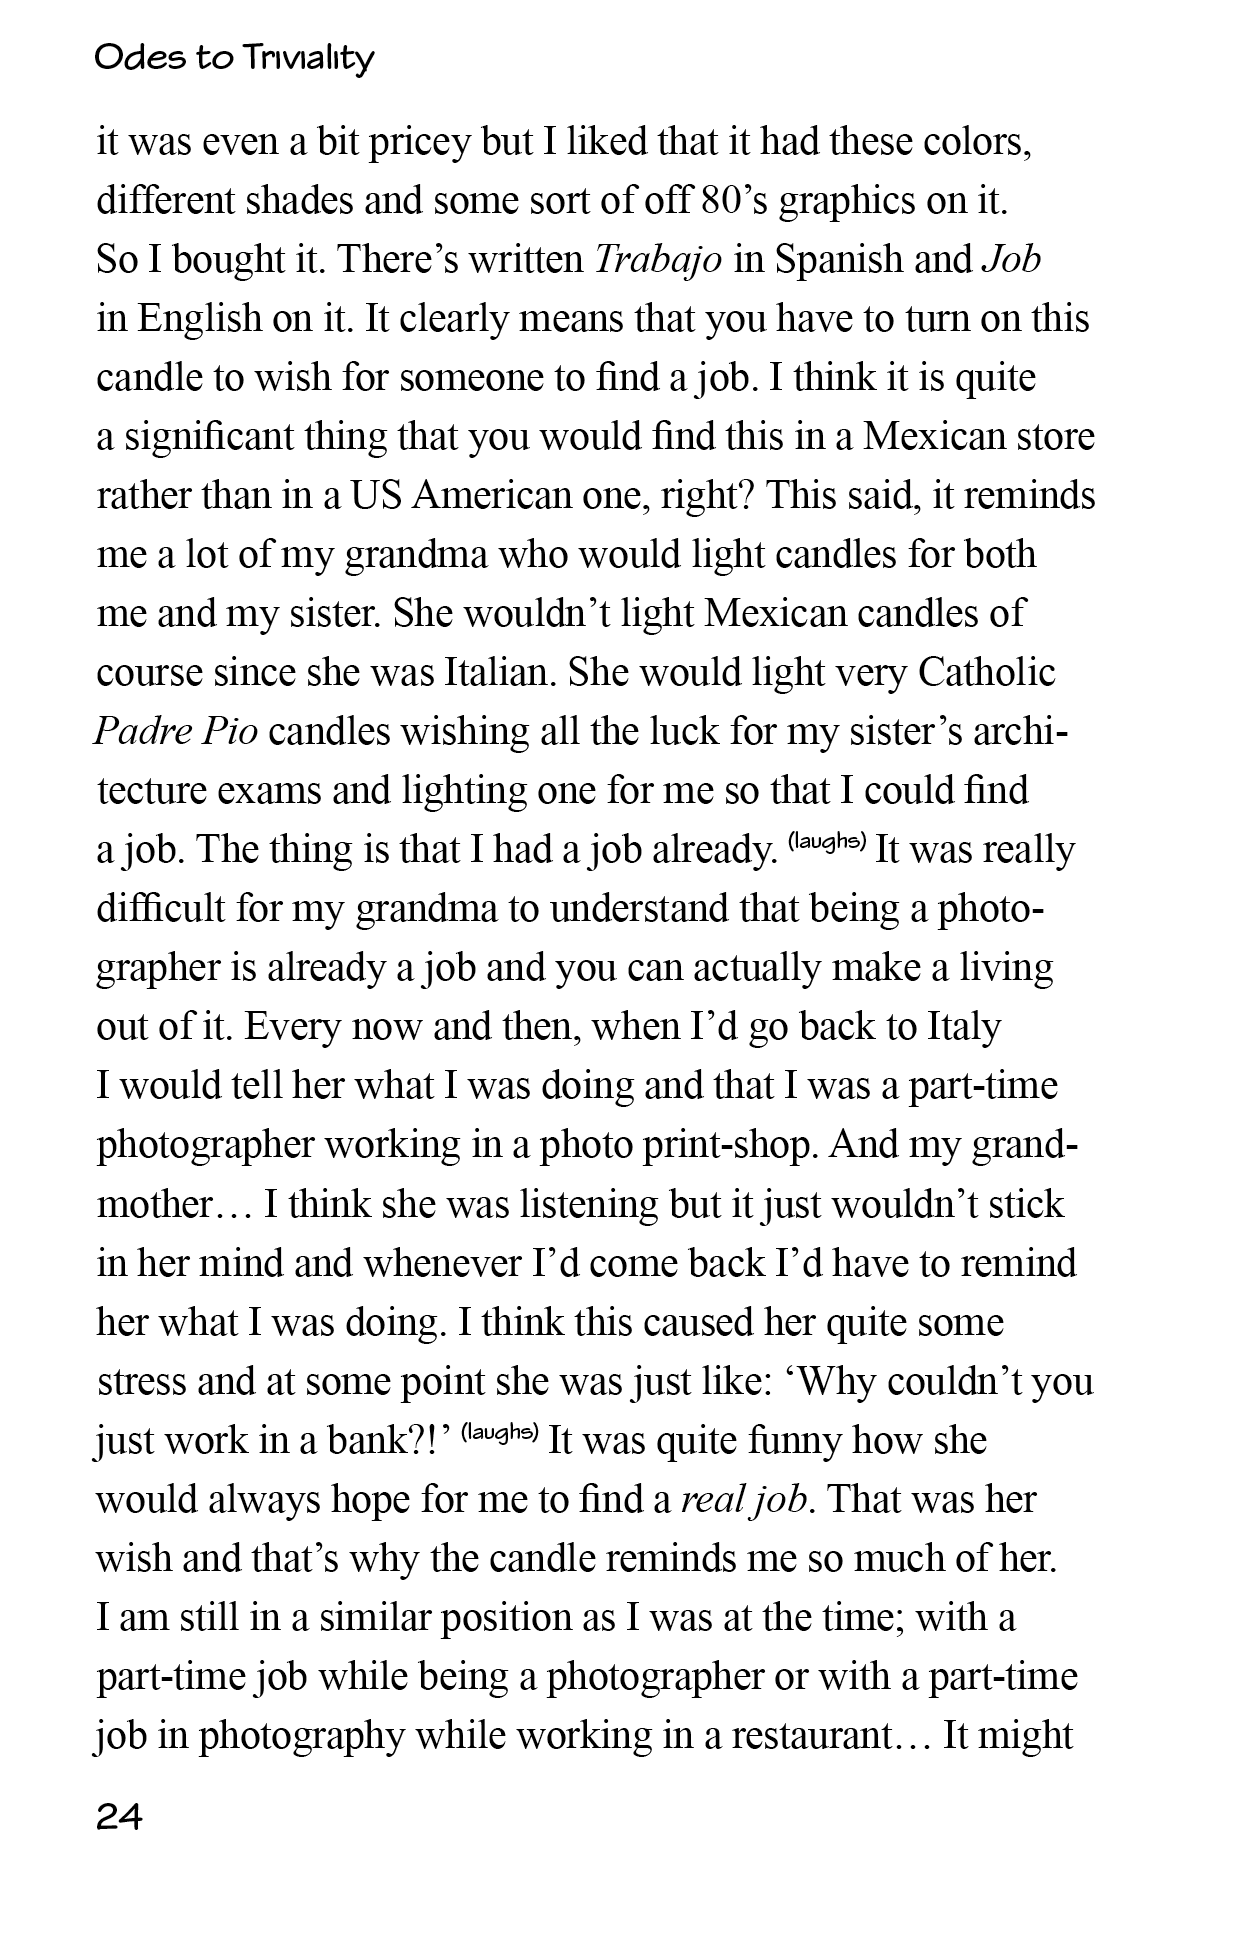 Odes to Triviality
it was even a bit pricey but I liked that it had these colors,
different shades and some sort of off 80’s graphics on it.
So I bought it. There’s written Trabajo in Spanish and Job
in English on it. It clearly means that you have to turn on this
candle to wish for someone to find a job. I think it is quite
a significant thing that you would find this in a Mexican store
rather than in a US American one, right? This said, it reminds
me a lot of my grandma who would light candles for both
me and my sister. She wouldn’t light Mexican candles of
course since she was Italian. She would light very Catholic
Padre Pio candles wishing all the luck for my sister’s archi-
tecture exams and lighting one for me so that I could find
a job. The thing is that I had a job already. (laughs) It was really
difficult for my grandma to understand that being a photo-
grapher is already a job and you can actually make a living
out of it. Every now and then, when I’d go back to Italy
I would tell her what I was doing and that I was a part-time
photographer working in a photo print-shop. And my grand-
mother… I think she was listening but it just wouldn’t stick
in her mind and whenever I’d come back I’d have to remind
her what I was doing. I think this caused her quite some
stress and at some point she was just like: ‘Why couldn’t you
just work in a bank?!’ (laughs) It was quite funny how she
would always hope for me to find a real job. That was her
wish and that’s why the candle reminds me so much of her.
I am still in a similar position as I was at the time; with a
part-time job while being a photographer or with a part-time
job in photography while working in a restaurant… It might
24